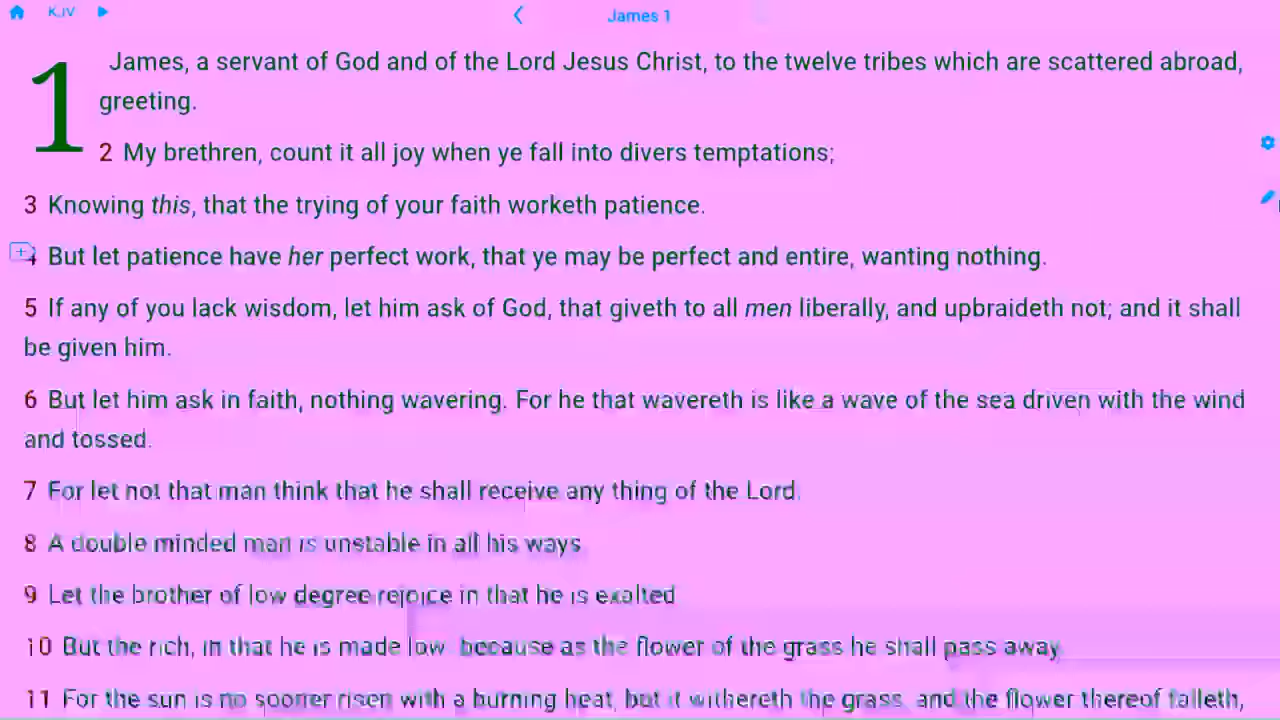 KJV
James 1
1 James, a servant of God and of the Lord Jesus Christ, to the twelve tribes which are scattered abroad,
greeting.
2 My brethren, count it all joy when ye fall into divers temptations;
3 Knowing this, that the trying of your faith worketh patience.
4 But let patience have her perfect work, that ye may be perfect and entire, wanting nothing.
5 If any of you lack wisdom, let him ask of God, that giveth to all men liberally, and upbraideth not; and it shall
be given him.
6 But let him ask in faith, nothing wavering. For he that wavereth is like a wave of the sea driven with the wind
and tossed.
7 For let not that man think that he shall receive any thing of the Lord.
8 A double minded man is unstable in all his ways
9 Let the brother of low degree rejoice in that he is exalted
10 But the rich, in that he is made low because as the flower of the grass he shall pass away.
11 For the sun is no sooner risen with a burning heat, but it withereth the grass, and the flower thereof falleth,